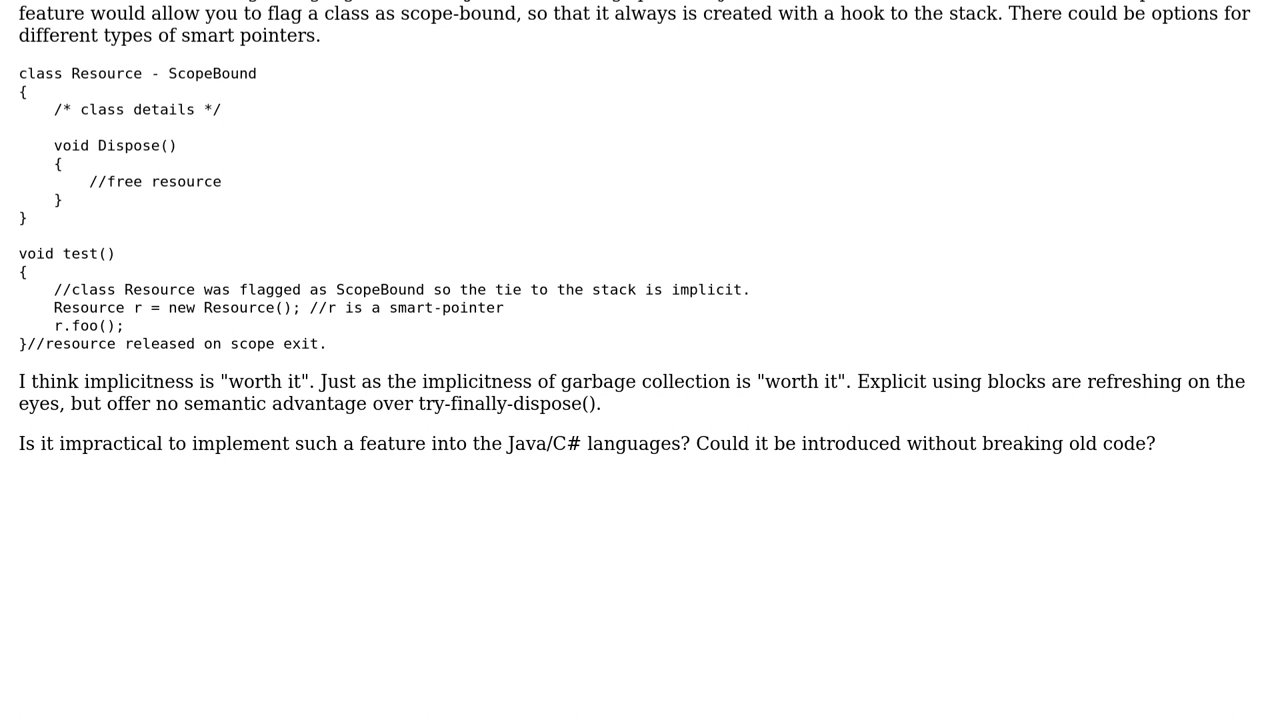 feature would allow you to flag a class as scope-bound, so that it always is created with a hook to the stack. There could be options for
different types of smart pointers.
class Resource - ScopeBound
{
    /* class details */
    void Dispose()
    {
        //free resource
    }
}
void test()
{
    //class Resource was flagged as ScopeBound so the tie to the stack is implicit.
    Resource r = new Resource(); //r is a smart-pointer
    r.foo();
}//resource released on scope exit.
I think implicitness is "worth it". Just as the implicitness of garbage collection is "worth it". Explicit using blocks are refreshing on the
eyes, but offer no semantic advantage over try-finally-dispose().
Is it impractical to implement such a feature into the Java/C# languages? Could it be introduced without breaking old code?